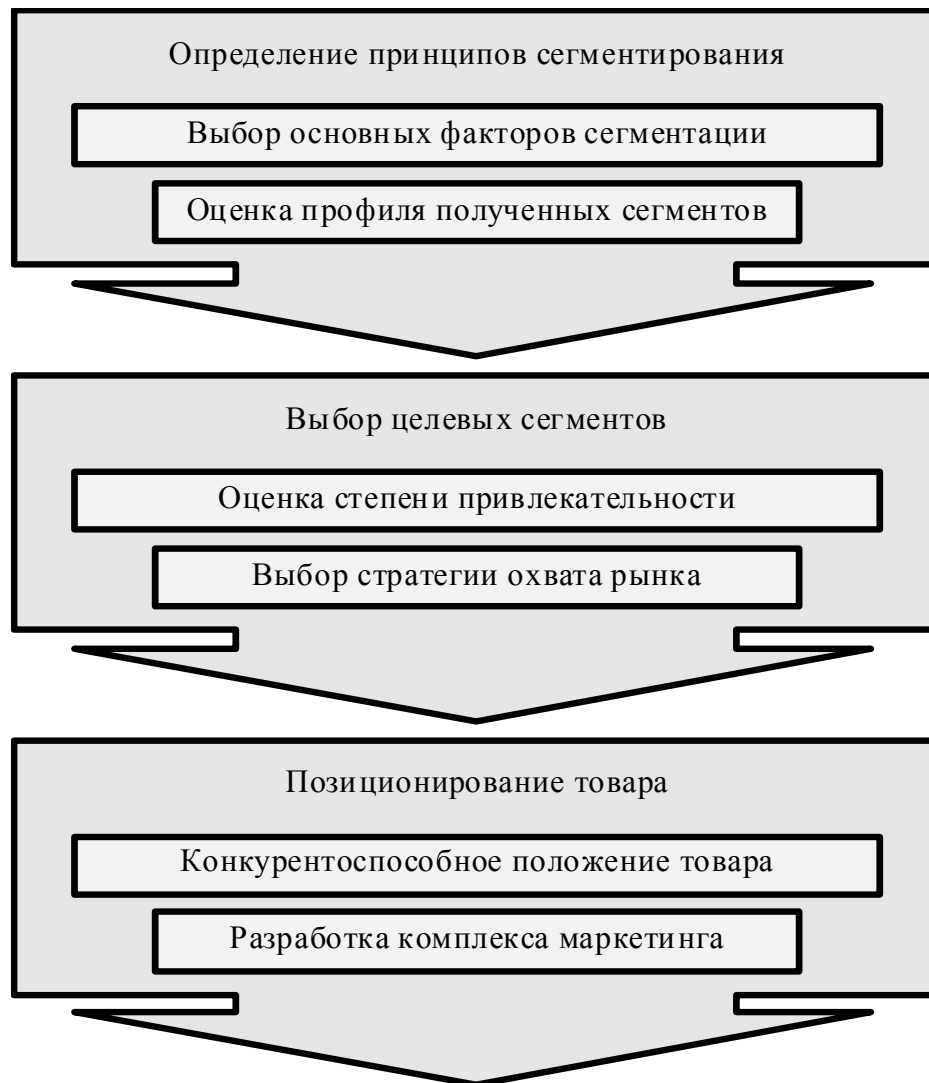 Определение принципов сегментирования
Выбор основных факторов сегментации
Оценка профиля полученных сегментов
Выбор целевых сегментов
Оценка степени привлекательности
Выбор стратегии охвата рынка
Позиционирование товара
Конкурентоспособное положение товара
Разработка комплекса маркетинга